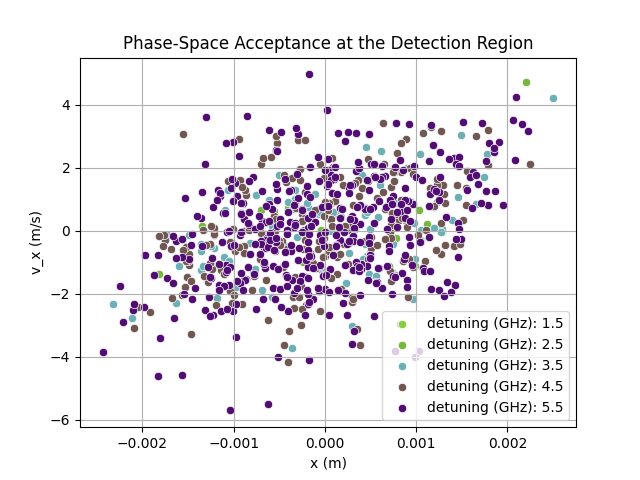 Phase-Space Acceptance at the Detection Region
v_x (m/s)
4
2
0
−2
−4
−6
−0.002
−0.001
0.000
0.001
0.002
x (m)
detuning (GHz): 1.5
detuning (GHz): 2.5
detuning (GHz): 3.5
detuning (GHz): 4.5
detuning (GHz): 5.5